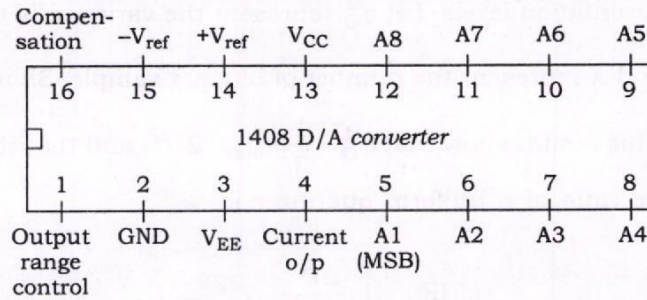 Compen-
sation −Vref +Vref VCC A8 A7 A6 A5
16 15 14 13 12 11 10 9
1408 D/A converter
1 2 3 4 5 6 7 8
Output GND VEE Current A1 A2 A3 A4
range o/p (MSB)
control